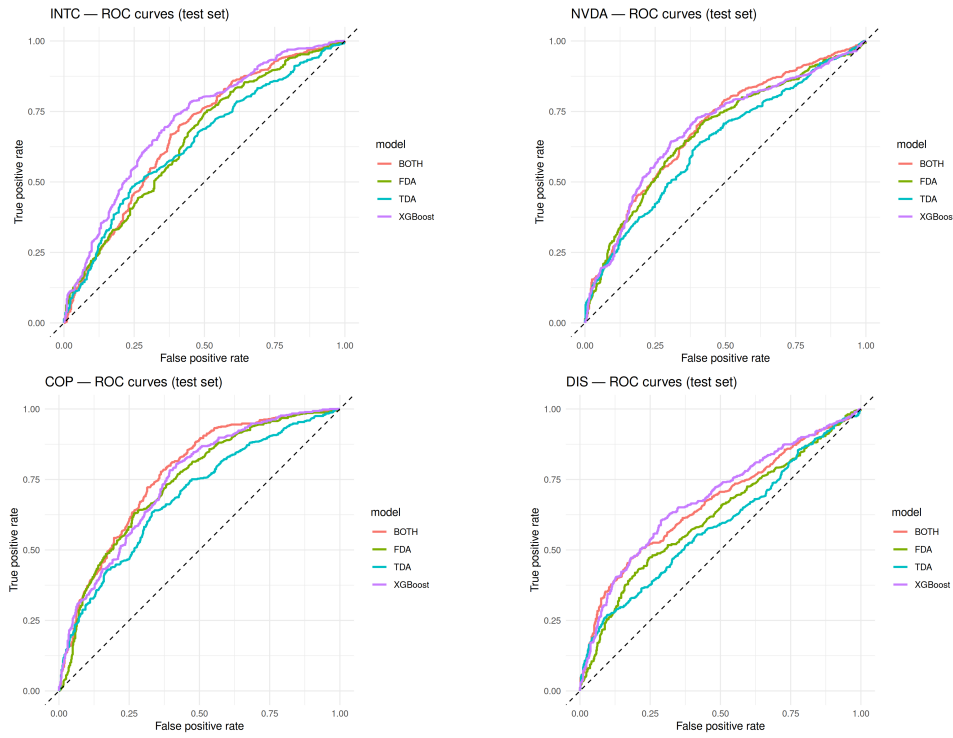 INTC — ROC curves (test set)
1.00
0.75
0.50
0.25
0.00
True positive rate
0.00 0.25 0.50 0.75 1.00
False positive rate
model
BOTH
FDA
TDA
XGBoost
NVDA — ROC curves (test set)
1.00
0.75
0.50
0.25
0.00
True positive rate
0.00 0.25 0.50 0.75 1.00
False positive rate
model
BOTH
FDA
TDA
XGBoost
COP — ROC curves (test set)
1.00
0.75
0.50
0.25
0.00
True positive rate
0.00 0.25 0.50 0.75 1.00
False positive rate
model
BOTH
FDA
TDA
XGBoost
DIS — ROC curves (test set)
1.00
0.75
0.50
0.25
0.00
True positive rate
0.00 0.25 0.50 0.75 1.00
False positive rate
model
BOTH
FDA
TDA
XGBoost